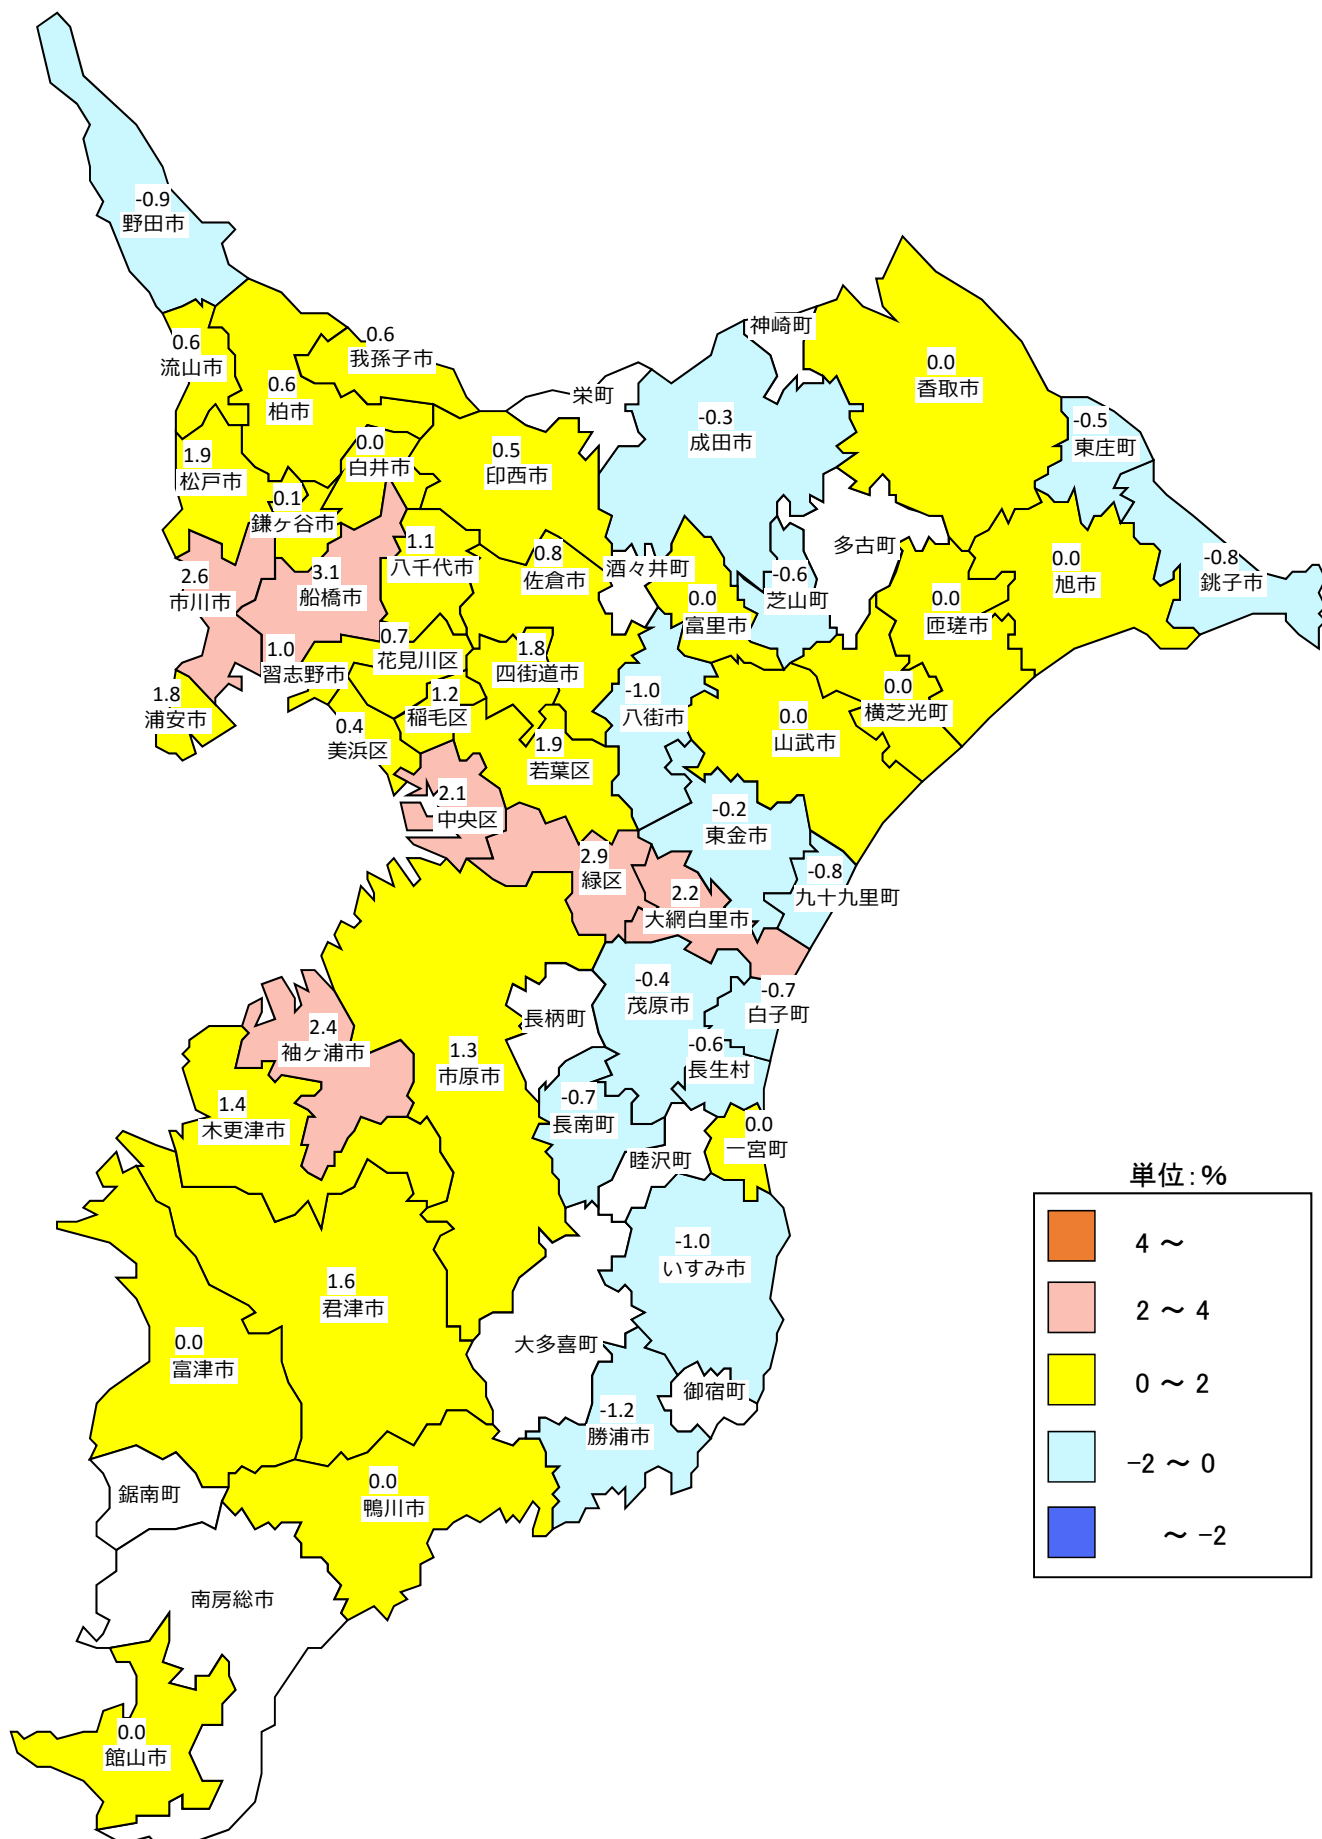 -0.9
野田市
0.6
流山市
0.6
我孫子市
0.6
柏市
神崎町
0.0
香取市
栄町
-0.3
成田市
-0.5
東庄町
1.9
松戸市
0.0
白井市
0.5
印西市
0.1
鎌ヶ谷市
1.1
八千代市
0.8
佐倉市
酒々井町
多古町
-0.6
芝山町
0.0
富里市
0.0
旭市
-0.8
銚子市
2.6
市川市
3.1
船橋市
0.0
匝瑳市
1.0
習志野市
0.7
花見川区
1.8
四街道市
1.8
浦安市
1.2
稲毛区
-1.0
八街市
0.0
横芝光町
0.4
美浜区
1.9
若葉区
0.0
山武市
2.1
中央区
-0.2
東金市
2.9
緑区
2.2
大網白里市
-0.8
九十九里町
-0.4
茂原市
-0.7
白子町
長柄町
2.4
袖ヶ浦市
1.3
市原市
-0.6
長生村
1.4
木更津市
-0.7
長南町
睦沢町
0.0
一宮町
-1.0
いすみ市
1.6
君津市
0.0
富津市
大多喜町
御宿町
-1.2
勝浦市
鋸南町
0.0
鴨川市
南房総市
0.0
館山市
単位：％
4 ～
2 ～ 4
0 ～ 2
-2 ～ 0
～ -2